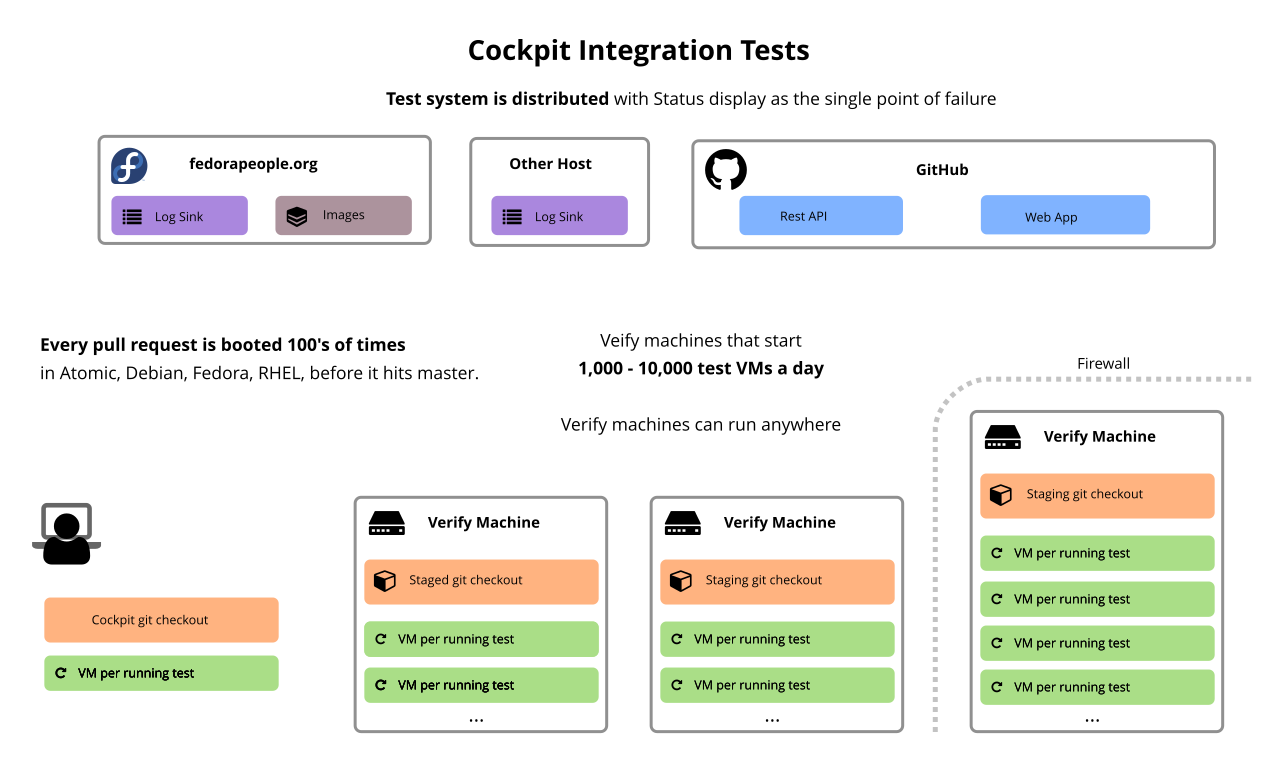 Cockpit Integration Tests
Test system is distributed with Status display as the single point of failure
fedorapeople.org
Log Sink
Images
Other Host
Log Sink
GitHub
Rest API
Web App
Every pull request is booted 100's of times
in Atomic, Debian, Fedora, RHEL, before it hits master.
Veify machines that start
1,000 - 10,000 test VMs a day
Verify machines can run anywhere
Firewall
Cockpit git checkout
VM per running test
Verify Machine
Staged git checkout
VM per running test
VM per running test
...
Verify Machine
Staging git checkout
VM per running test
VM per running test
...
Verify Machine
Staging git checkout
VM per running test
VM per running test
VM per running test
VM per running test
...